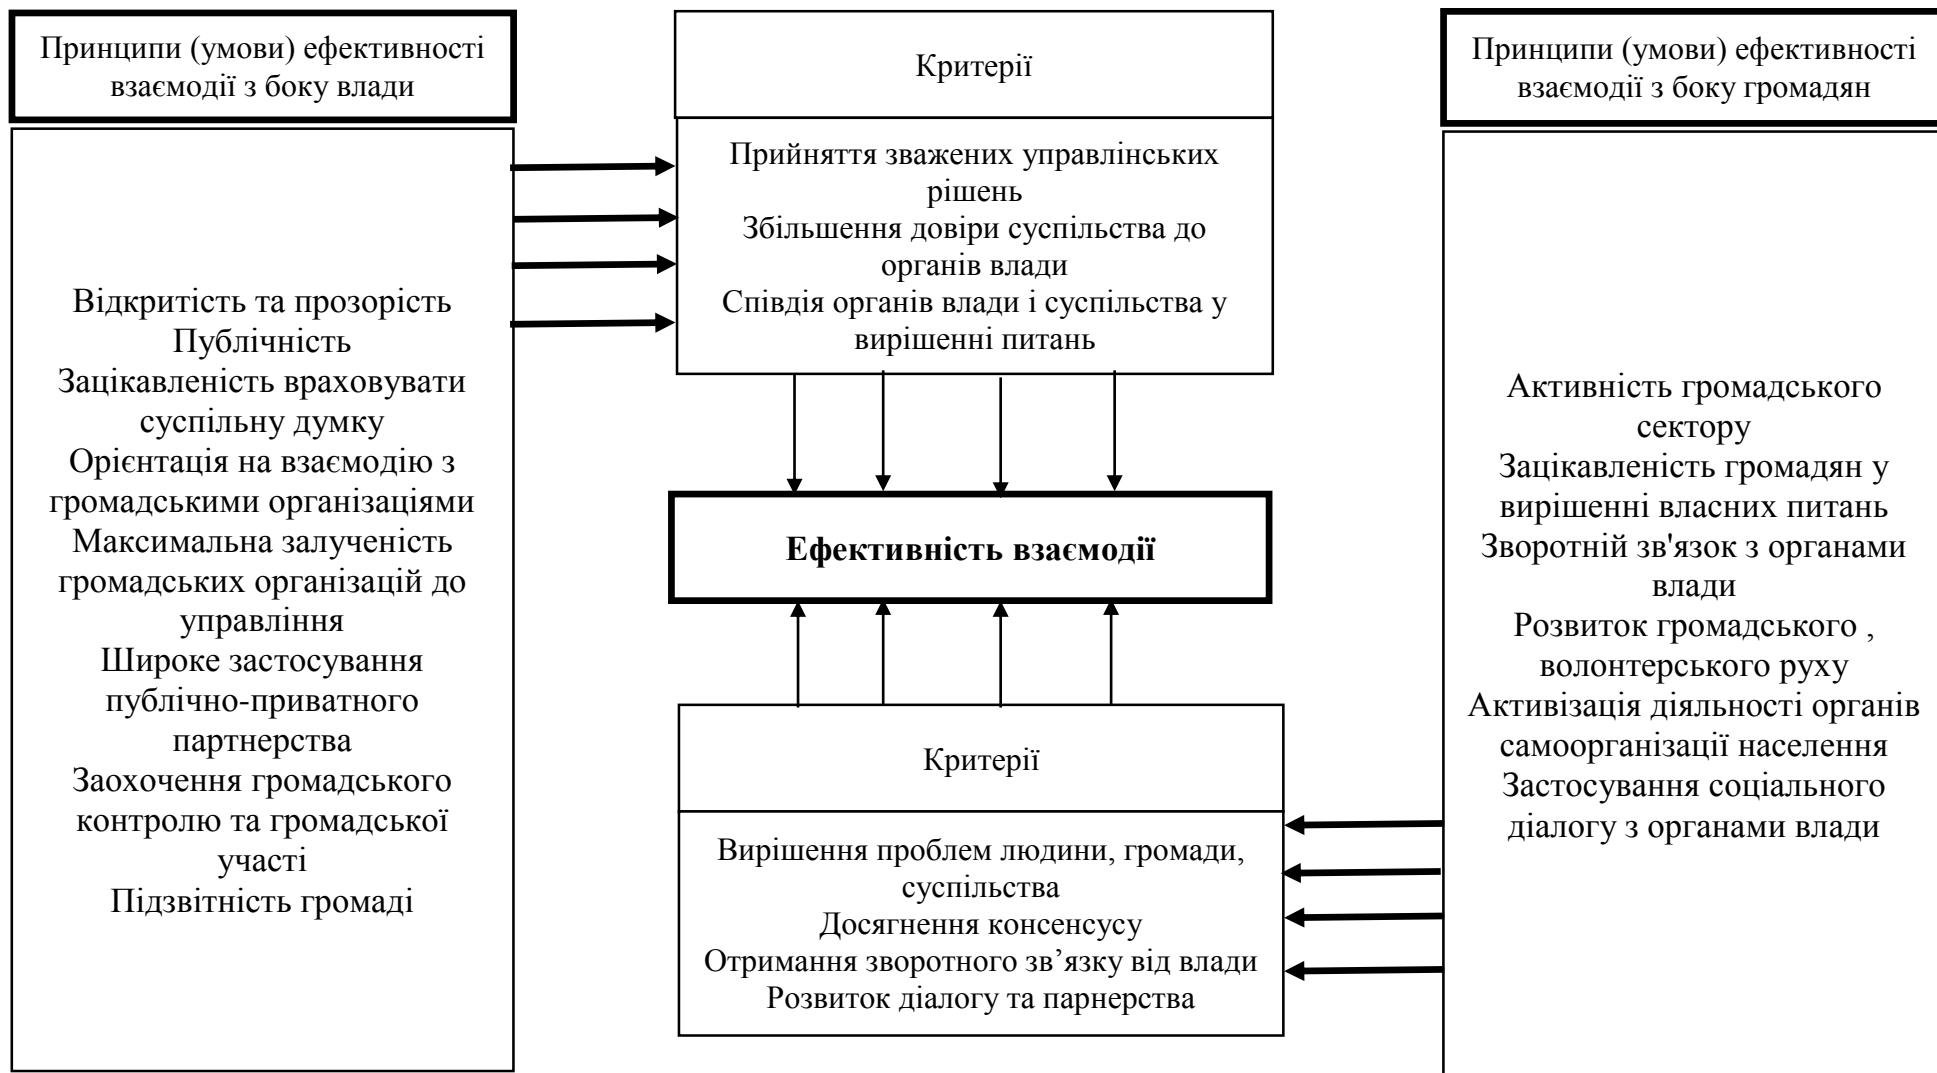 Принципи (умови) ефективності
взаємодії з боку влади
Відкритість та прозорість
Публічність
Зацікавленість враховувати
суспільну думку
Орієнтація на взаємодію з
громадськими організаціями
Максимальна залученість
громадських організацій до
управління
Широке застосування
публічно-приватного
партнерства
Заохочення громадського
контролю та громадської
участі
Підзвітність громаді
Критерії
Прийняття зважених управлінських
рішень
Збільшення довіри суспільства до
органів влади
Співдія органів влади і суспільства у
вирішенні питань
Ефективність взаємодії
Критерії
Вирішення проблем людини, громади,
суспільства
Досягнення консенсусу
Отримання зворотного зв’язку від влади
Розвиток діалогу та парнерства
Принципи (умови) ефективності
взаємодії з боку громадян
Активність громадського
сектору
Зацікавленість громадян у
вирішенні власних питань
Зворотній зв'язок з органами
влади
Розвиток громадського ,
волонтерського руху
Активізація діяльності органів
самоорганізації населення
Застосування соціального
діалогу з органами влади